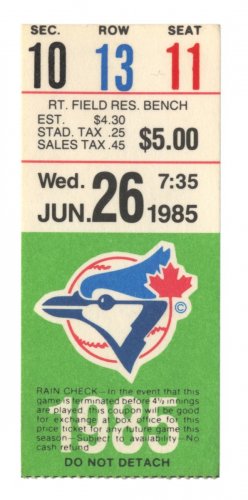 SEC. ROW SEAT
10 13 11
RT. FIELD RES. BENCH
EST. $4.30
STAD. TAX .25
SALES TAX .45
$5.00
Wed. 26 7:35
JUN. 1985
RAIN CHECK—In the event that this
game is terminated before 4½ innings
are played this coupon will be good
for exchange at box office for this
price ticket for any future game this
season—Subject to availability—No
cash refund
1985
DO NOT DETACH